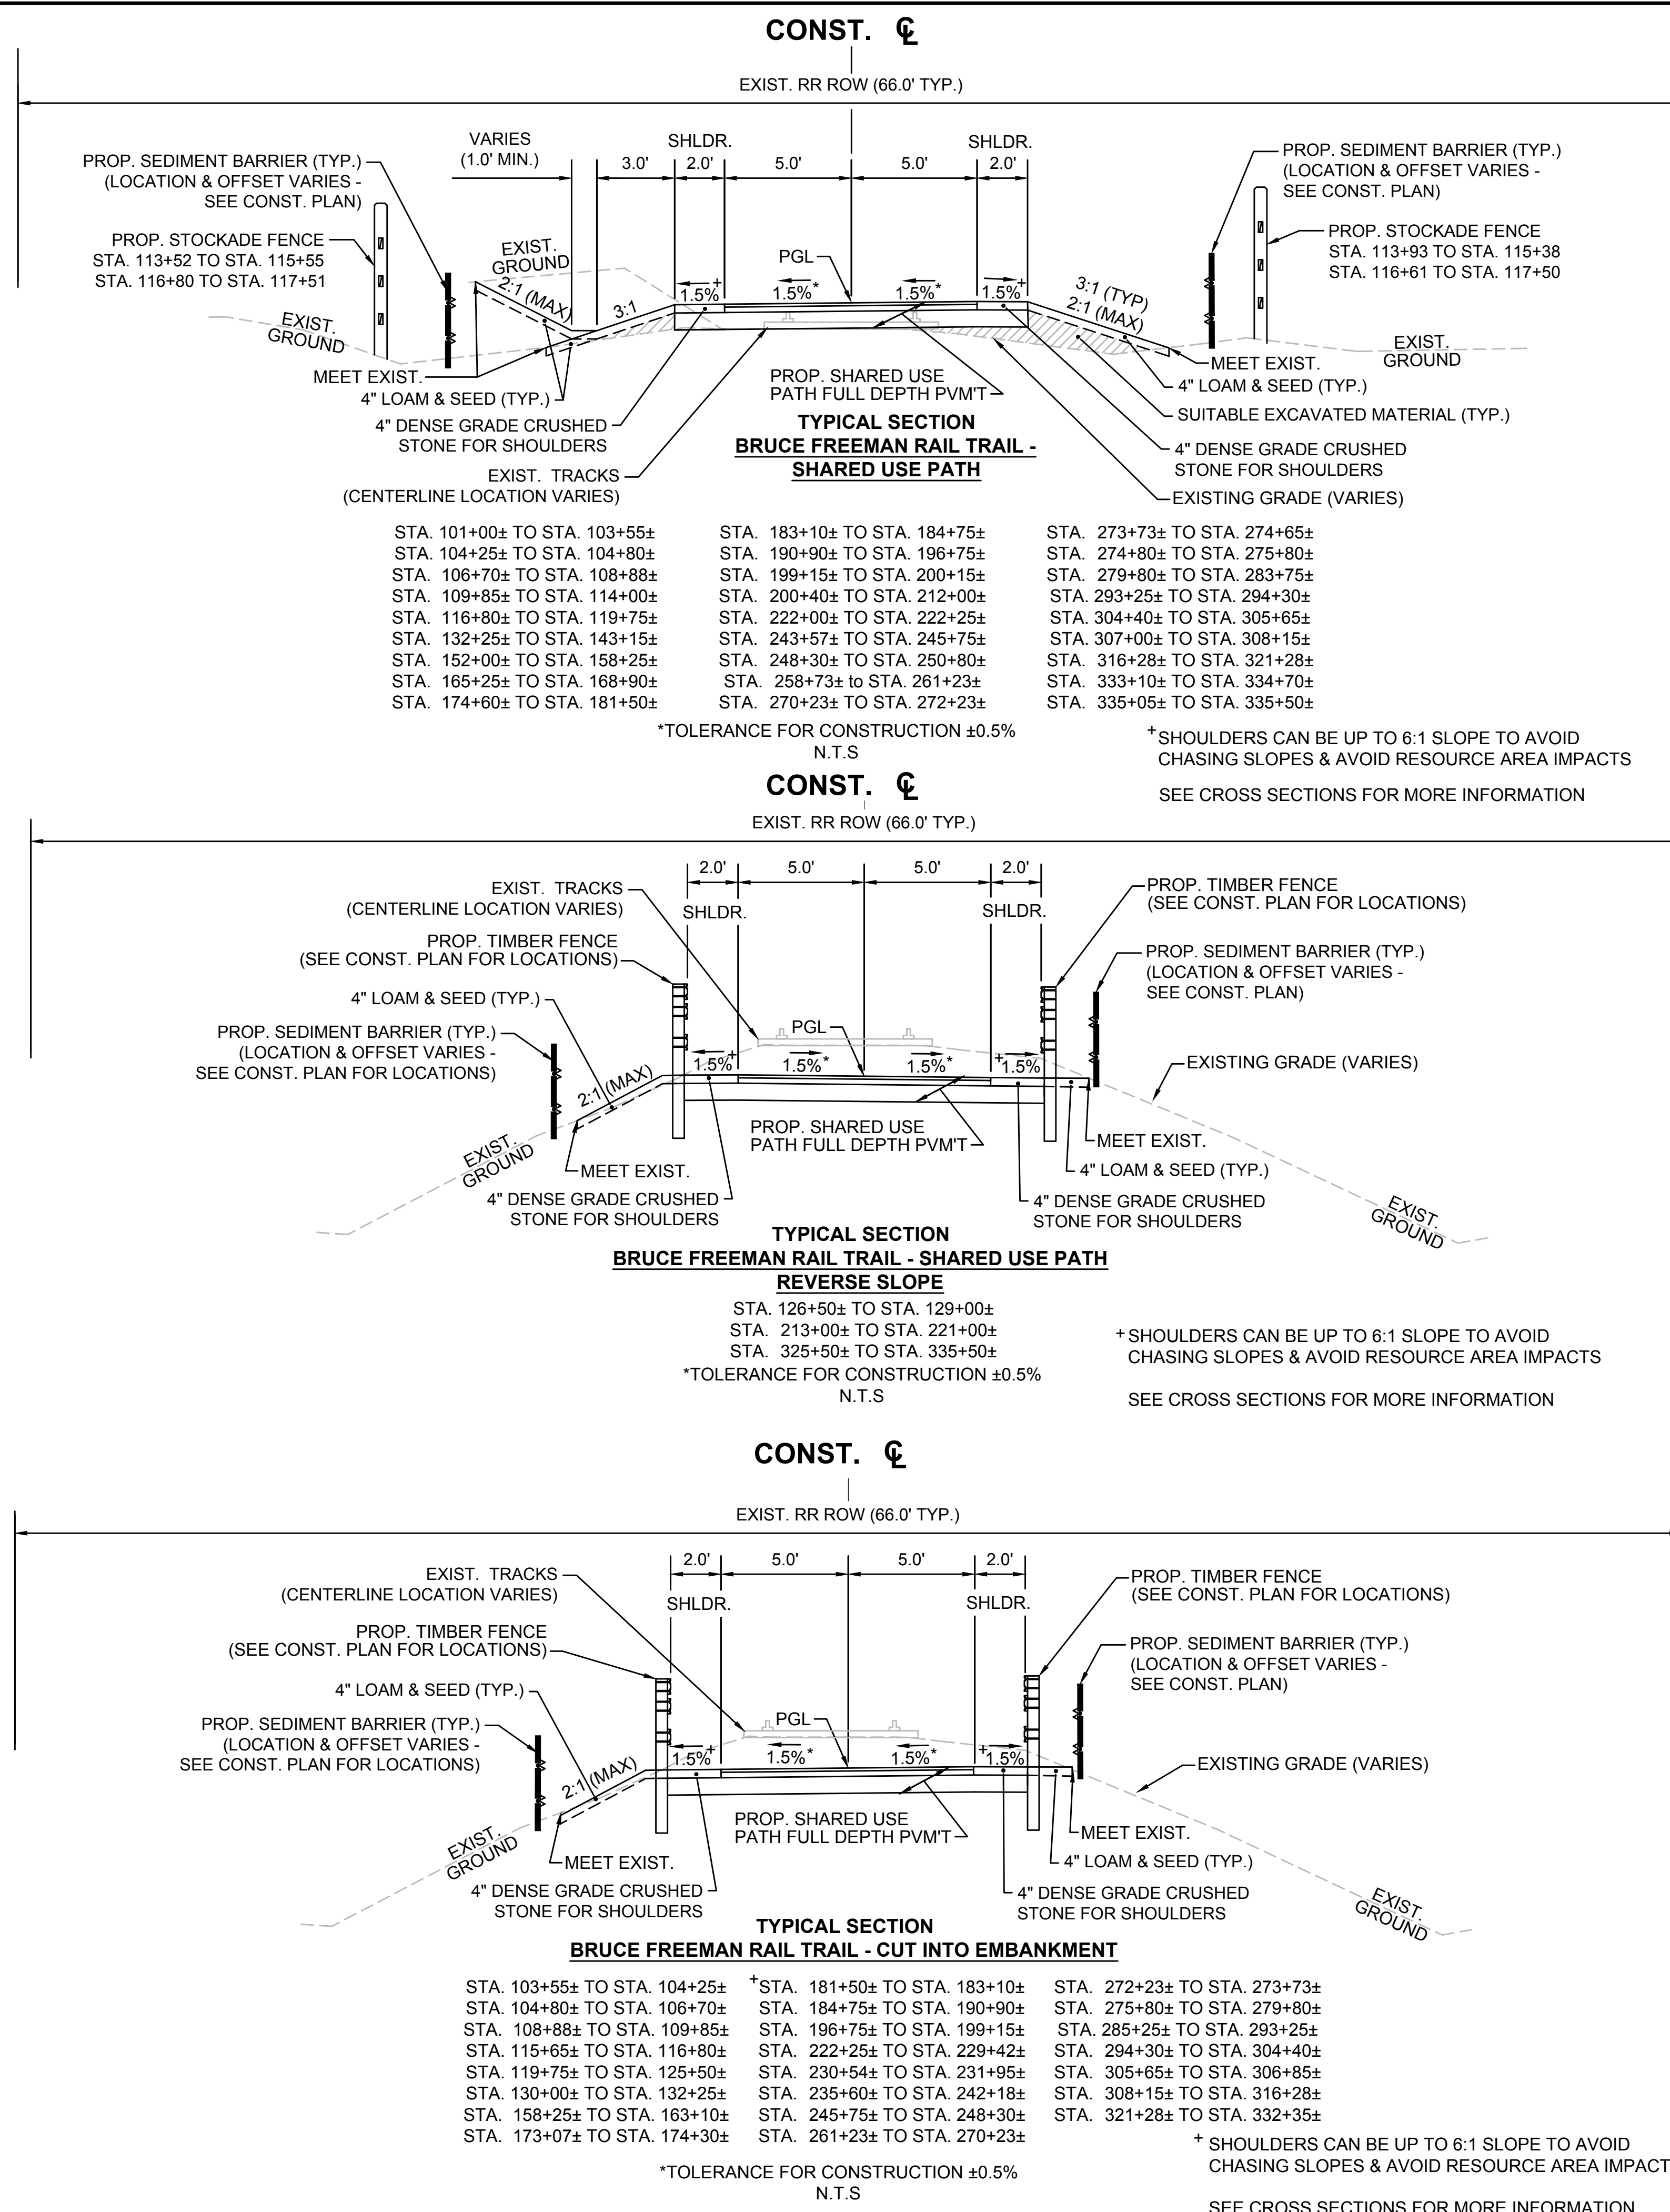 CONST. ℄
EXIST. RR ROW (66.0' TYP.)
VARIES
(1.0' MIN.)
3.0'
SHLDR.
2.0'
5.0'
5.0'
SHLDR.
2.0'
PROP. SEDIMENT BARRIER (TYP.)
(LOCATION & OFFSET VARIES -
SEE CONST. PLAN)
PROP. STOCKADE FENCE
STA. 113+52 TO STA. 115+55
STA. 116+80 TO STA. 117+51
PROP. SEDIMENT BARRIER (TYP.)
(LOCATION & OFFSET VARIES -
SEE CONST. PLAN)
PROP. STOCKADE FENCE
STA. 113+93 TO STA. 115+38
STA. 116+61 TO STA. 117+50
EXIST.
GROUND
EXIST.
GROUND
2:1 (MAX)
3:1
PGL
1.5%+
1.5%*
1.5%*
1.5%+
3:1 (TYP)
2:1 (MAX)
EXIST.
GROUND
MEET EXIST.
4" LOAM & SEED (TYP.)
4" DENSE GRADE CRUSHED
STONE FOR SHOULDERS
EXIST. TRACKS
(CENTERLINE LOCATION VARIES)
PROP. SHARED USE
PATH FULL DEPTH PVM'T
MEET EXIST.
4" LOAM & SEED (TYP.)
SUITABLE EXCAVATED MATERIAL (TYP.)
4" DENSE GRADE CRUSHED
STONE FOR SHOULDERS
EXISTING GRADE (VARIES)
TYPICAL SECTION
BRUCE FREEMAN RAIL TRAIL -
SHARED USE PATH
STA. 101+00± TO STA. 103+55±
STA. 104+25± TO STA. 104+80±
STA. 106+70± TO STA. 108+88±
STA. 109+85± TO STA. 114+00±
STA. 116+80± TO STA. 119+75±
STA. 132+25± TO STA. 143+15±
STA. 152+00± TO STA. 158+25±
STA. 165+25± TO STA. 168+90±
STA. 174+60± TO STA. 181+50±
STA. 183+10± TO STA. 184+75±
STA. 190+90± TO STA. 196+75±
STA. 199+15± TO STA. 200+15±
STA. 200+40± TO STA. 212+00±
STA. 222+00± TO STA. 222+25±
STA. 243+57± TO STA. 245+75±
STA. 248+30± TO STA. 250+80±
STA. 258+73± to STA. 261+23±
STA. 270+23± TO STA. 272+23±
STA. 273+73± TO STA. 274+65±
STA. 274+80± TO STA. 275+80±
STA. 279+80± TO STA. 283+75±
STA. 293+25± TO STA. 294+30±
STA. 304+40± TO STA. 305+65±
STA. 307+00± TO STA. 308+15±
STA. 316+28± TO STA. 321+28±
STA. 333+10± TO STA. 334+70±
STA. 335+05± TO STA. 335+50±
*TOLERANCE FOR CONSTRUCTION ±0.5%
N.T.S
+SHOULDERS CAN BE UP TO 6:1 SLOPE TO AVOID
CHASING SLOPES & AVOID RESOURCE AREA IMPACTS
SEE CROSS SECTIONS FOR MORE INFORMATION
CONST. ℄
EXIST. RR ROW (66.0' TYP.)
2.0'
5.0'
5.0'
2.0'
SHLDR.
SHLDR.
EXIST. TRACKS
(CENTERLINE LOCATION VARIES)
PROP. TIMBER FENCE
(SEE CONST. PLAN FOR LOCATIONS)
4" LOAM & SEED (TYP.)
PROP. SEDIMENT BARRIER (TYP.)
(LOCATION & OFFSET VARIES -
SEE CONST. PLAN FOR LOCATIONS)
PROP. TIMBER FENCE
(SEE CONST. PLAN FOR LOCATIONS)
PROP. SEDIMENT BARRIER (TYP.)
(LOCATION & OFFSET VARIES -
SEE CONST. PLAN)
PGL
1.5%+
1.5%*
1.5%*
+1.5%
2:1 (MAX)
EXISTING GRADE (VARIES)
EXIST.
GROUND
MEET EXIST.
4" DENSE GRADE CRUSHED
STONE FOR SHOULDERS
PROP. SHARED USE
PATH FULL DEPTH PVM'T
MEET EXIST.
4" LOAM & SEED (TYP.)
4" DENSE GRADE CRUSHED
STONE FOR SHOULDERS
EXIST.
GROUND
TYPICAL SECTION
BRUCE FREEMAN RAIL TRAIL - SHARED USE PATH
REVERSE SLOPE
STA. 126+50± TO STA. 129+00±
STA. 213+00± TO STA. 221+00±
STA. 325+50± TO STA. 335+50±
*TOLERANCE FOR CONSTRUCTION ±0.5%
N.T.S
+SHOULDERS CAN BE UP TO 6:1 SLOPE TO AVOID
CHASING SLOPES & AVOID RESOURCE AREA IMPACTS
SEE CROSS SECTIONS FOR MORE INFORMATION
CONST. ℄
EXIST. RR ROW (66.0' TYP.)
2.0'
5.0'
5.0'
2.0'
SHLDR.
SHLDR.
EXIST. TRACKS
(CENTERLINE LOCATION VARIES)
PROP. TIMBER FENCE
(SEE CONST. PLAN FOR LOCATIONS)
4" LOAM & SEED (TYP.)
PROP. SEDIMENT BARRIER (TYP.)
(LOCATION & OFFSET VARIES -
SEE CONST. PLAN FOR LOCATIONS)
PROP. TIMBER FENCE
(SEE CONST. PLAN FOR LOCATIONS)
PROP. SEDIMENT BARRIER (TYP.)
(LOCATION & OFFSET VARIES -
SEE CONST. PLAN)
PGL
1.5%+
1.5%*
1.5%*
+1.5%
2:1 (MAX)
EXISTING GRADE (VARIES)
EXIST.
GROUND
MEET EXIST.
4" DENSE GRADE CRUSHED
STONE FOR SHOULDERS
PROP. SHARED USE
PATH FULL DEPTH PVM'T
MEET EXIST.
4" LOAM & SEED (TYP.)
4" DENSE GRADE CRUSHED
STONE FOR SHOULDERS
EXIST.
GROUND
TYPICAL SECTION
BRUCE FREEMAN RAIL TRAIL - CUT INTO EMBANKMENT
STA. 103+55± TO STA. 104+25±
STA. 104+80± TO STA. 106+70±
STA. 108+88± TO STA. 109+85±
STA. 115+65± TO STA. 116+80±
STA. 119+75± TO STA. 125+50±
STA. 130+00± TO STA. 132+25±
STA. 158+25± TO STA. 163+10±
STA. 173+07± TO STA. 174+30±
+STA. 181+50± TO STA. 183+10±
STA. 184+75± TO STA. 190+90±
STA. 196+75± TO STA. 199+15±
STA. 222+25± TO STA. 229+42±
STA. 230+54± TO STA. 231+95±
STA. 235+60± TO STA. 242+18±
STA. 245+75± TO STA. 248+30±
STA. 261+23± TO STA. 270+23±
STA. 272+23± TO STA. 273+73±
STA. 275+80± TO STA. 279+80±
STA. 285+25± TO STA. 293+25±
STA. 294+30± TO STA. 304+40±
STA. 305+65± TO STA. 306+85±
STA. 308+15± TO STA. 316+28±
STA. 321+28± TO STA. 332+35±
*TOLERANCE FOR CONSTRUCTION ±0.5%
N.T.S
+ SHOULDERS CAN BE UP TO 6:1 SLOPE TO AVOID
CHASING SLOPES & AVOID RESOURCE AREA IMPACT
SEE CROSS SECTIONS FOR MORE INFORMATION